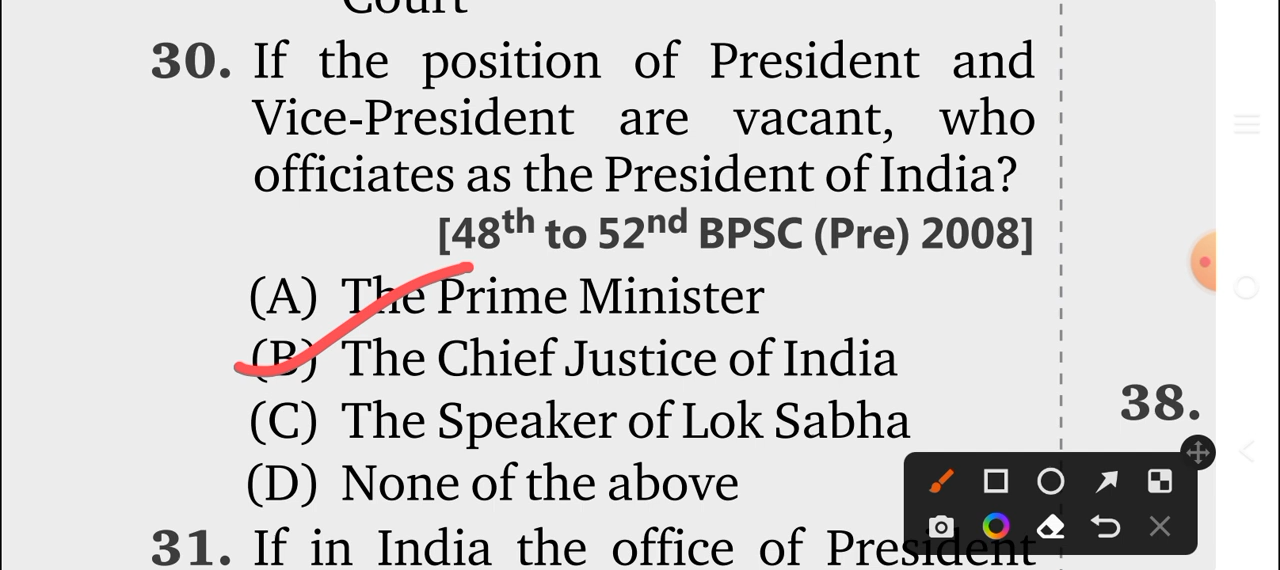 Court
30. If the position of President and
Vice-President are vacant, who
officiates as the President of India?
[48th to 52nd BPSC (Pre) 2008]
(A) The Prime Minister
(B) The Chief Justice of India
(C) The Speaker of Lok Sabha
(D) None of the above
31. If in India the office of President
38.